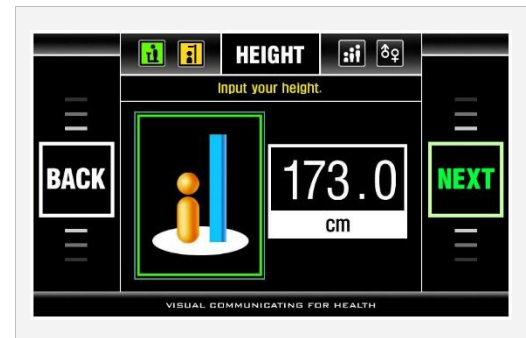 HEIGHT
Input your height.
BACK
173.0
cm
NEXT
VISUAL COMMUNICATING FOR HEALTH